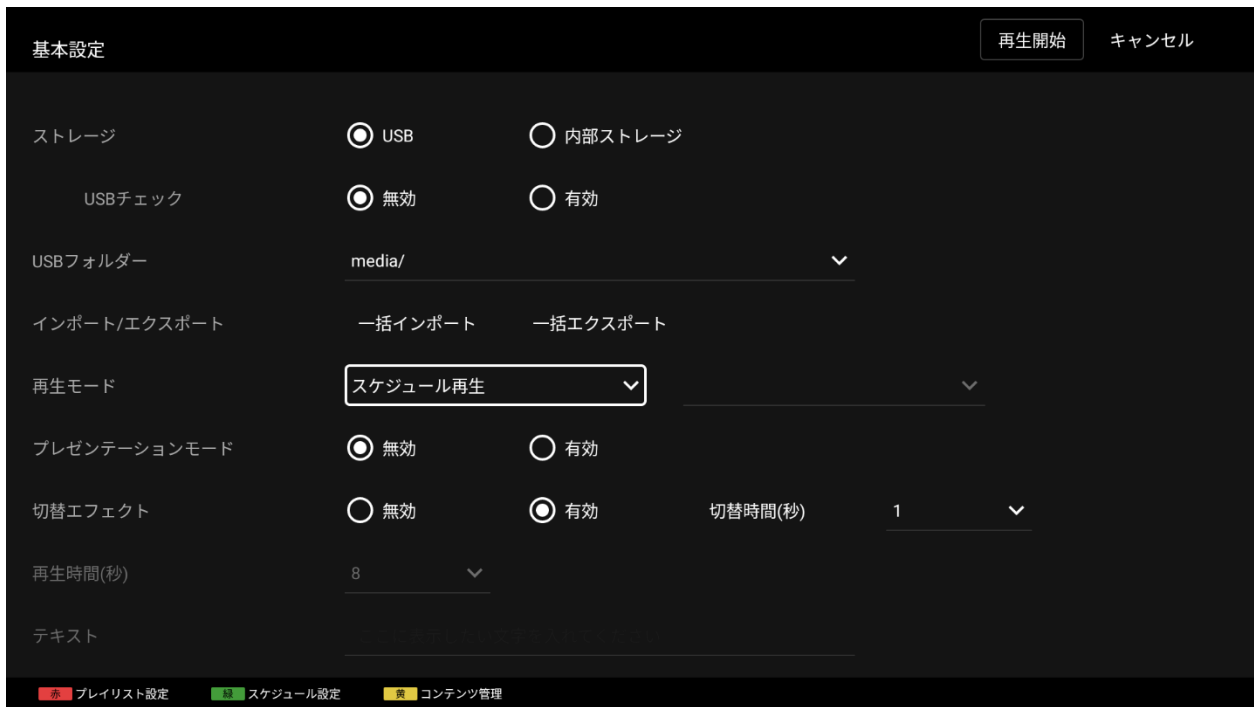 基本設定 再生開始 キャンセル
ストレージ USB 内部ストレージ
USBチェック 無効 有効
USBフォルダー media/
インポート/エクスポート 一括インポート 一括エクスポート
再生モード スケジュール再生
プレゼンテーションモード 無効 有効
切替エフェクト 無効 有効 切替時間(秒) 1
再生時間(秒) 8
テキスト
赤 プレイリスト設定 緑 スケジュール設定 黄 コンテンツ管理